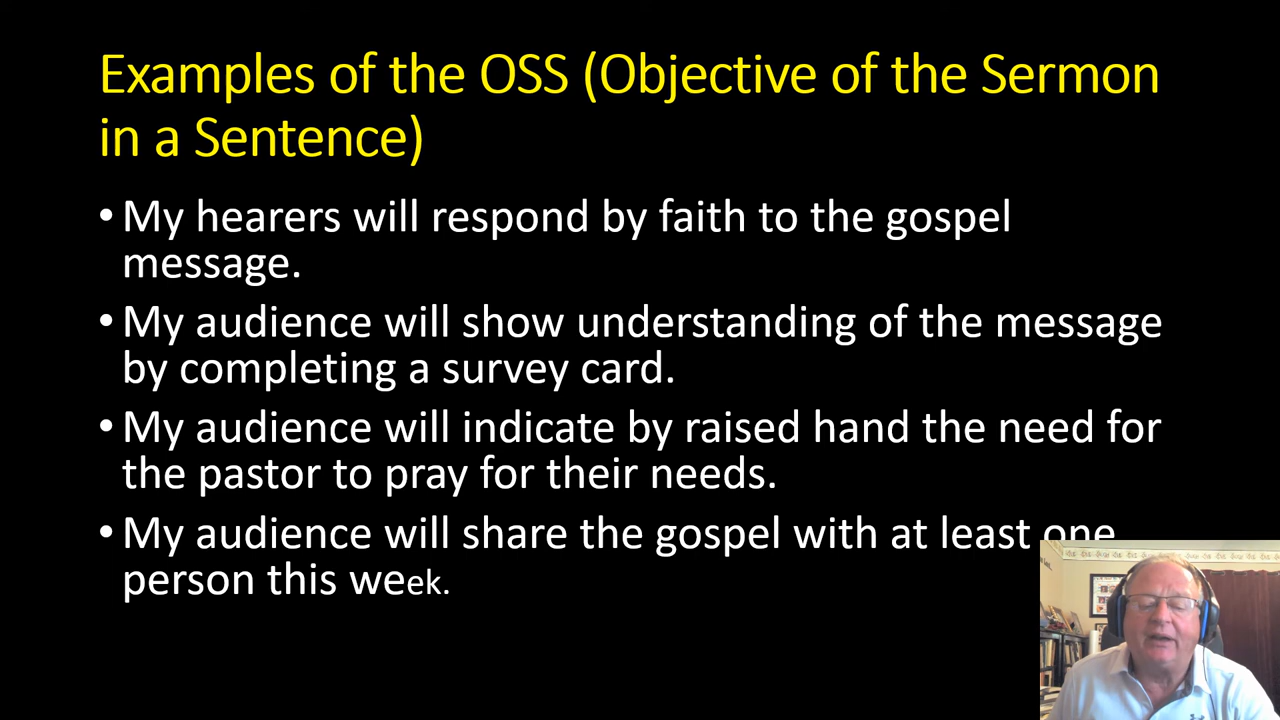 Examples of the OSS (Objective of the Sermon
in a Sentence)
• My hearers will respond by faith to the gospel
message.
• My audience will show understanding of the message
by completing a survey card.
• My audience will indicate by raised hand the need for
the pastor to pray for their needs.
• My audience will share the gospel with at least one
person this week.